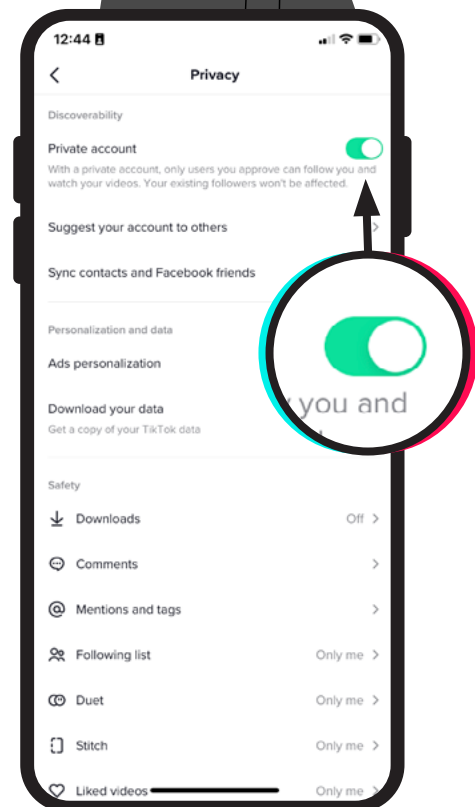 12:44
Privacy
Discoverability
Private account
With a private account, only users you approve can follow you and
watch your videos. Your existing followers won't be affected.
Suggest your account to others
Sync contacts and Facebook friends
Personalization and data
Ads personalization
you and
Download your data
Get a copy of your TikTok data
Safety
Downloads Off
Comments
Mentions and tags
Following list Only me
Duet Only me
Stitch Only me
Liked videos Only me